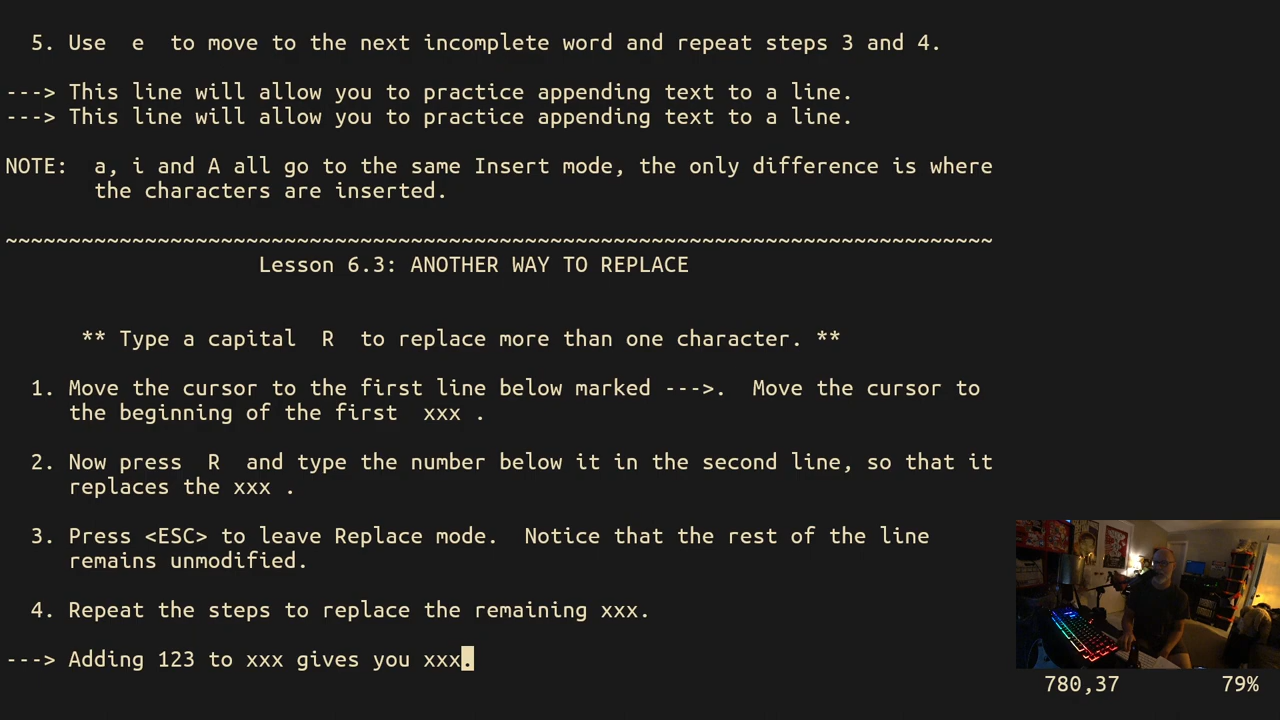 5. Use  e  to move to the next incomplete word and repeat steps 3 and 4.
---> This line will allow you to practice appending text to a line.
---> This line will allow you to practice appending text to a line.
NOTE:  a, i and A all go to the same Insert mode, the only difference is where
the characters are inserted.
~~~~~~~~~~~~~~~~~~~~~~~~~~~~~~~~~~~~~~~~~~~~~~~~~~~~~~~~~~~~~~~~~~~~~~~~~~~~~~
Lesson 6.3: ANOTHER WAY TO REPLACE
** Type a capital  R  to replace more than one character. **
1. Move the cursor to the first line below marked --->.  Move the cursor to
the beginning of the first  xxx .
2. Now press  R  and type the number below it in the second line, so that it
replaces the xxx .
3. Press <ESC> to leave Replace mode.  Notice that the rest of the line
remains unmodified.
4. Repeat the steps to replace the remaining xxx.
---> Adding 123 to xxx gives you xxx.
780,37 79%